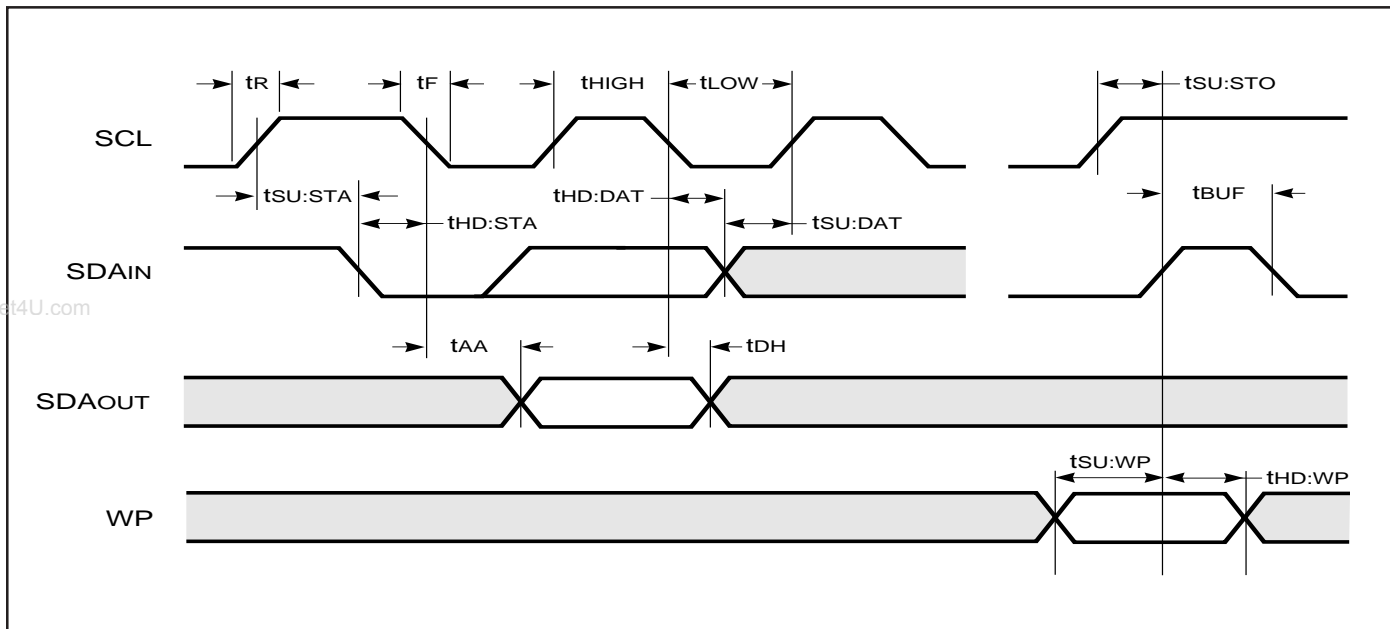 tR tF tHIGH tLOW tSU:STO
SCL
tSU:STA tHD:STA tHD:DAT tSU:DAT tBUF
SDAIN
et4U.com
tAA tDH
SDAOUT
tSU:WP tHD:WP
WP